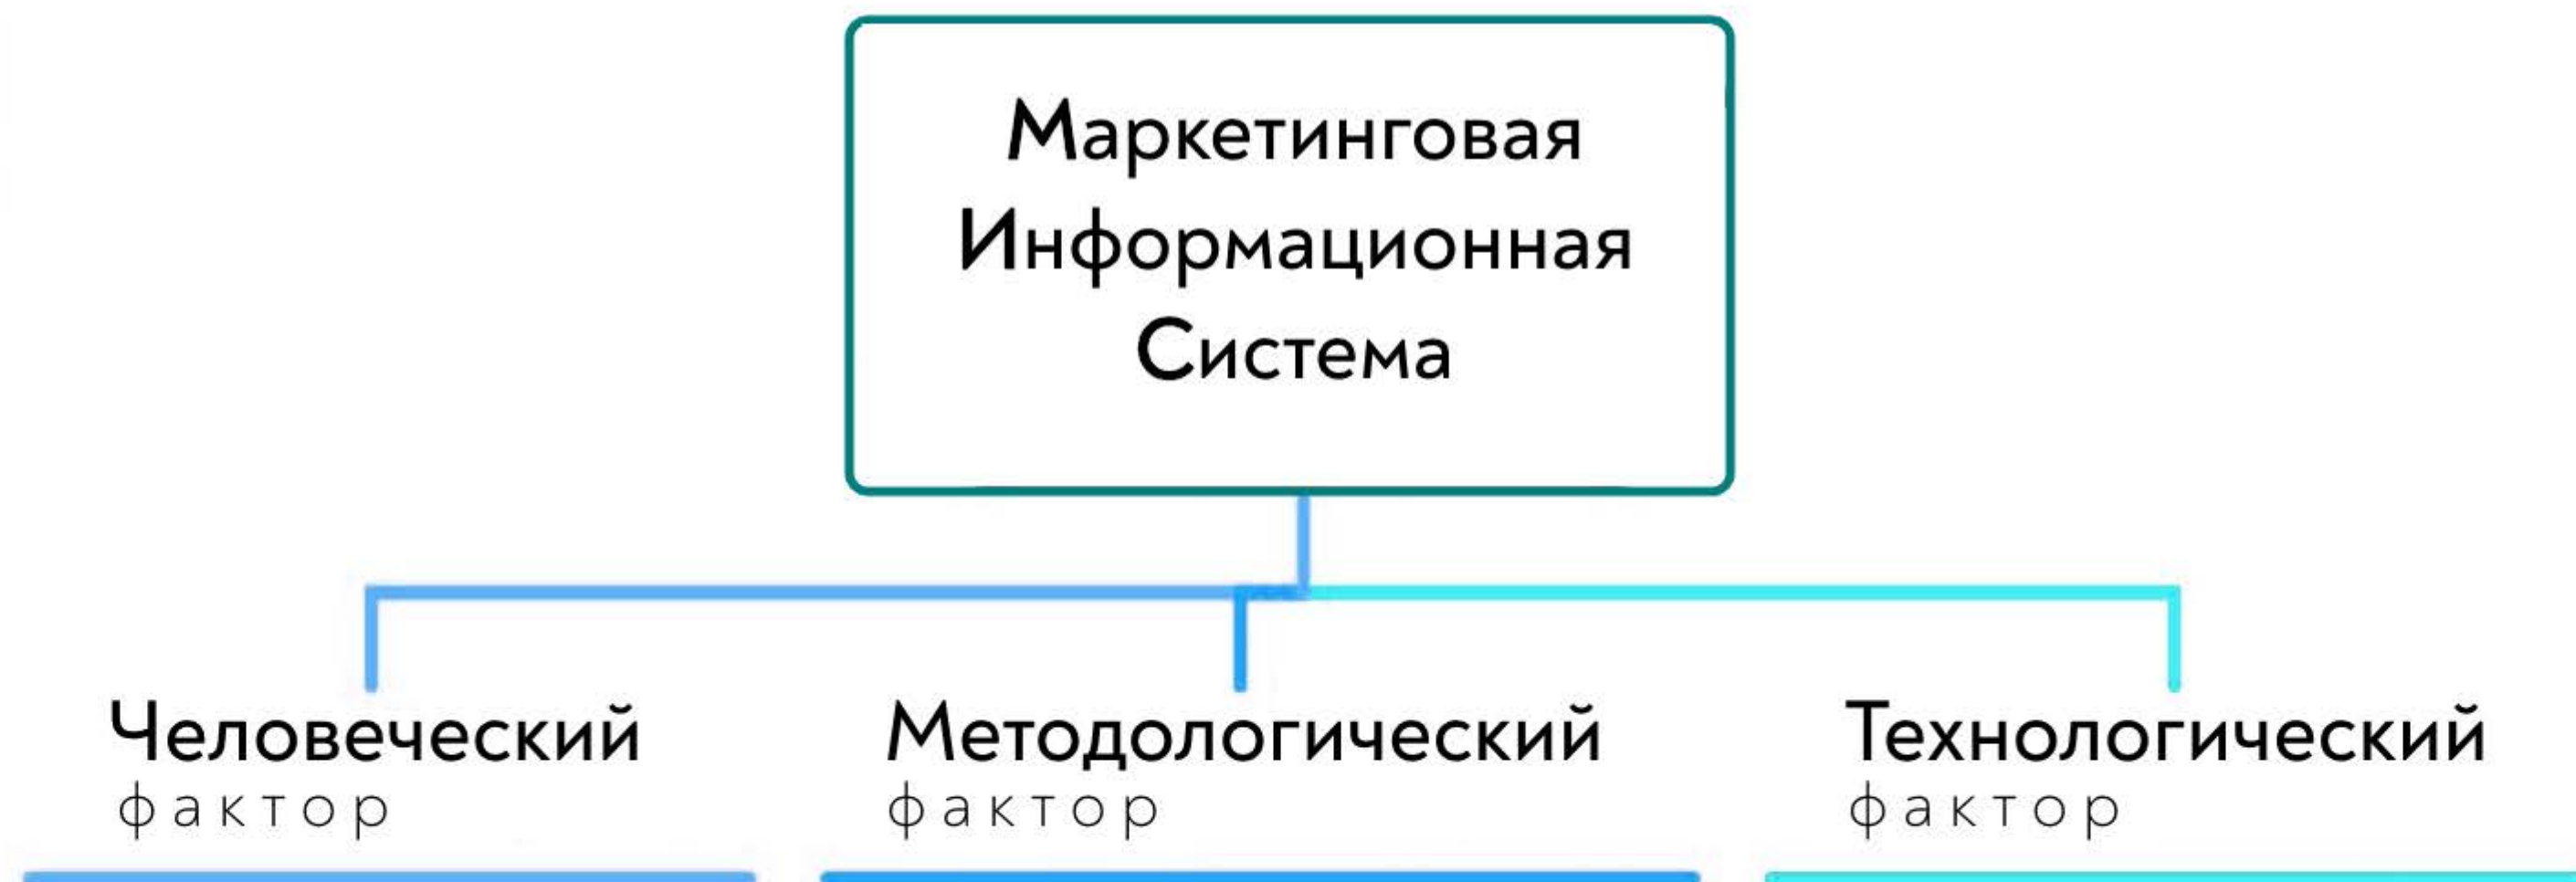 Маркетинговая
Информационная
Система
Человеческий
фактор
Методологический
фактор
Технологический
фактор